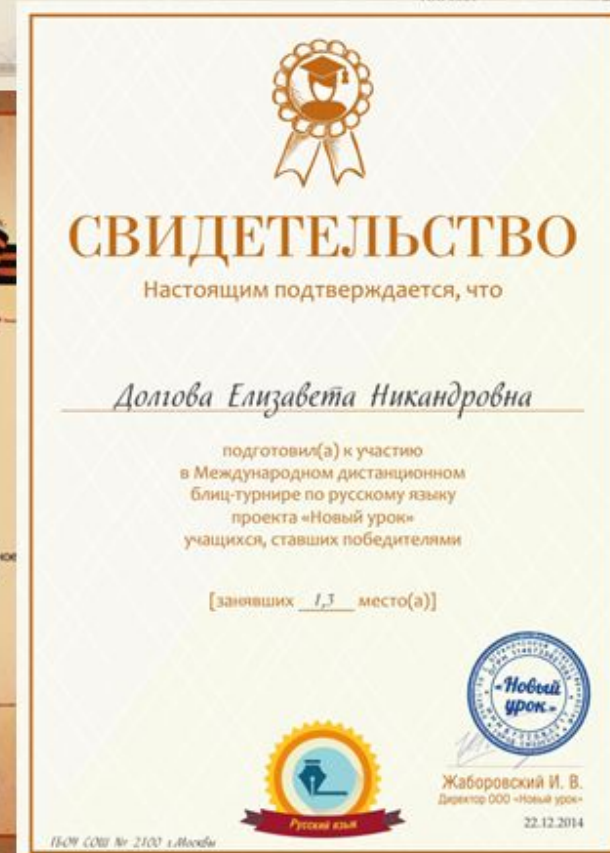 СВИДЕТЕЛЬСТВО
Настоящим подтверждается, что
Долгова Елизавета Никандровна
подготовил(а) к участию
в Международном дистанционном
блиц-турнире по русскому языку
проекта «Новый урок»
учащихся, ставших победителями
[занявших 1,3 место(а)]
«Новый
урок»
Жаборовский И. В.
Директор ООО «Новый урок»
22.12.2014
Русский язык
ГБОУ СОШ № 2100 г.Москвы